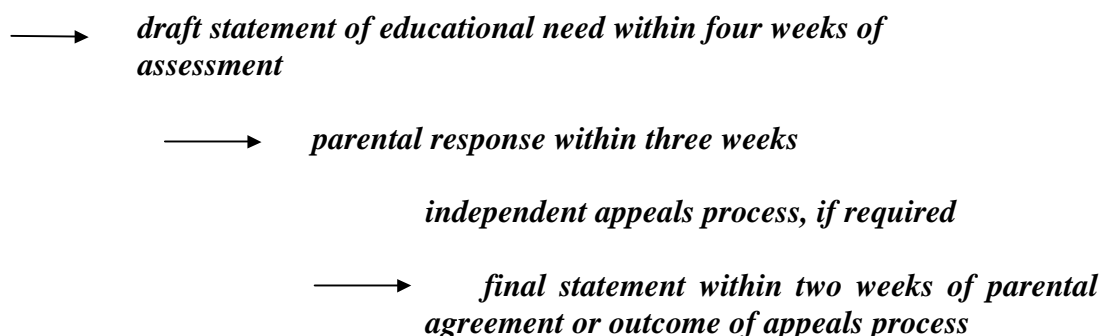 draft statement of educational need within four weeks of
assessment
parental response within three weeks
independent appeals process, if required
final statement within two weeks of parental
agreement or outcome of appeals process